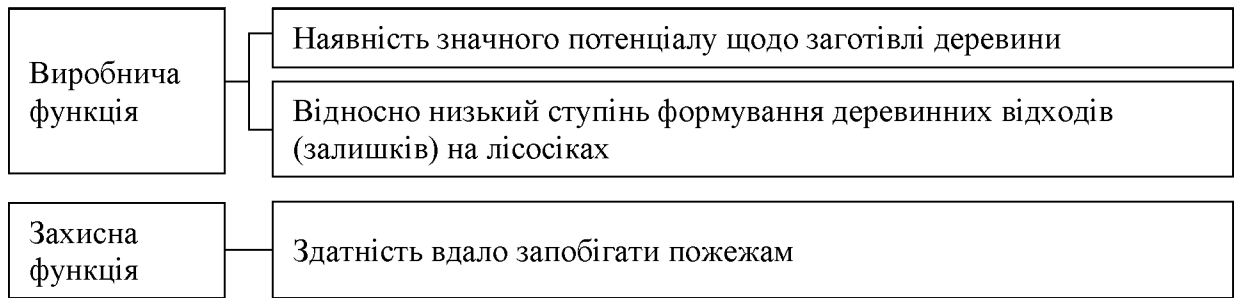 Виробнича
функція
Наявність значного потенціалу щодо заготівлі деревини
Відносно низький ступінь формування деревинних відходів
(залишків) на лісосіках
Захисна
функція
Здатність вдало запобігати пожежам